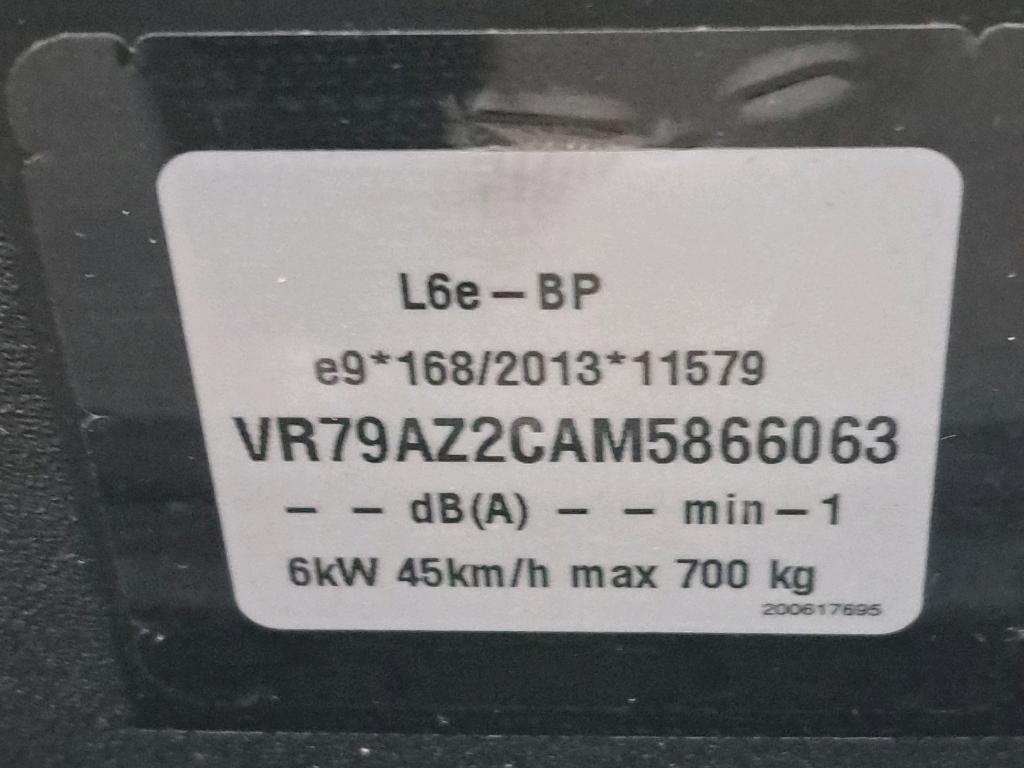 L6e – BP
e9*168/2013*11579
VR79AZ2CAM5866063
– – dB(A) – – min – 1
6kW 45km/h max 700 kg
200617695